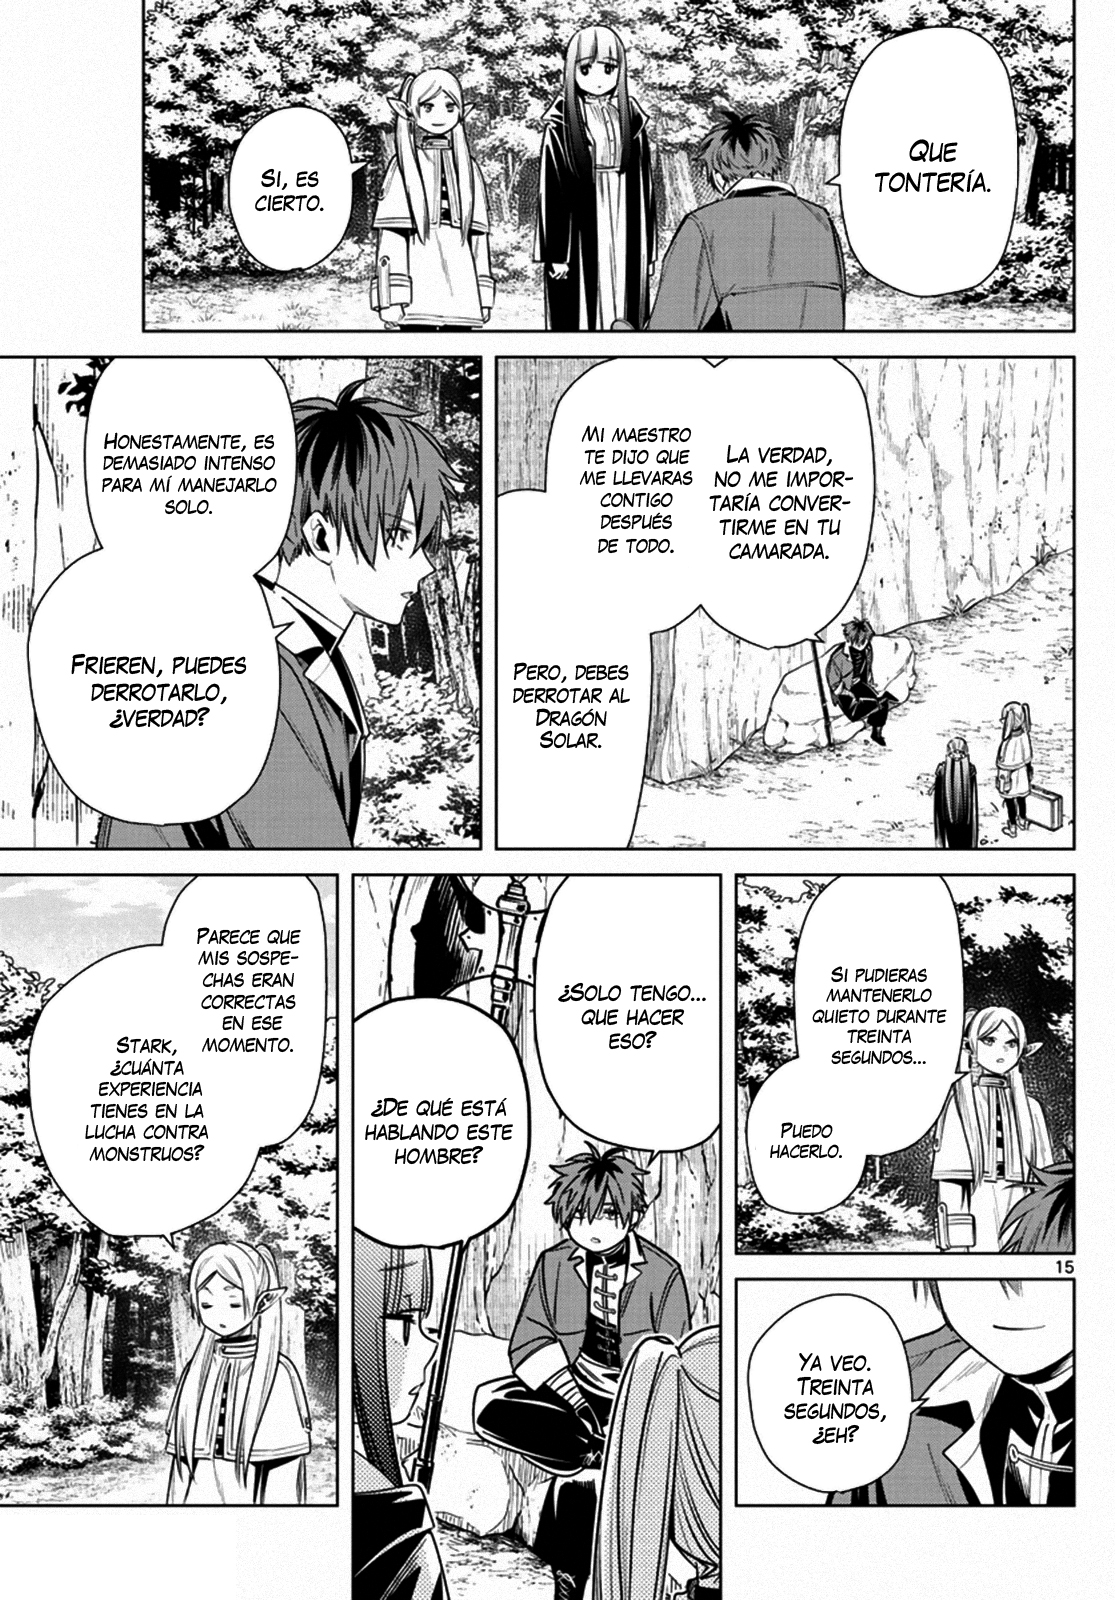 QUE
TONTERÍA.
SI, ES
CIERTO.
LA VERDAD,
NO ME IMPOR-
TARÍA CONVER-
TIRME EN TU
CAMARADA.
MI MAESTRO
TE DIJO QUE
ME LLEVARAS
CONTIGO
DESPUÉS
DE TODO.
PERO, DEBES
DERROTAR AL
DRAGÓN
SOLAR.
HONESTAMENTE, ES
DEMASIADO INTENSO
PARA MÍ MANEJARLO
SOLO.
FRIEREN, PUEDES
DERROTARLO,
¿VERDAD?
SI PUDIERAS
MANTENERLO
QUIETO DURANTE
TREINTA
SEGUNDOS...
PUEDO
HACERLO.
15
YA VEO.
TREINTA
SEGUNDOS,
¿EH?
¿SOLO TENGO...
QUE HACER
ESO?
¿DE QUÉ ESTÁ
HABLANDO ESTE
HOMBRE?
PARECE QUE
MIS SOSPE-
CHAS ERAN
CORRECTAS
EN ESE
MOMENTO.
STARK,
¿CUÁNTA
EXPERIENCIA
TIENES EN LA
LUCHA CONTRA
MONSTRUOS?